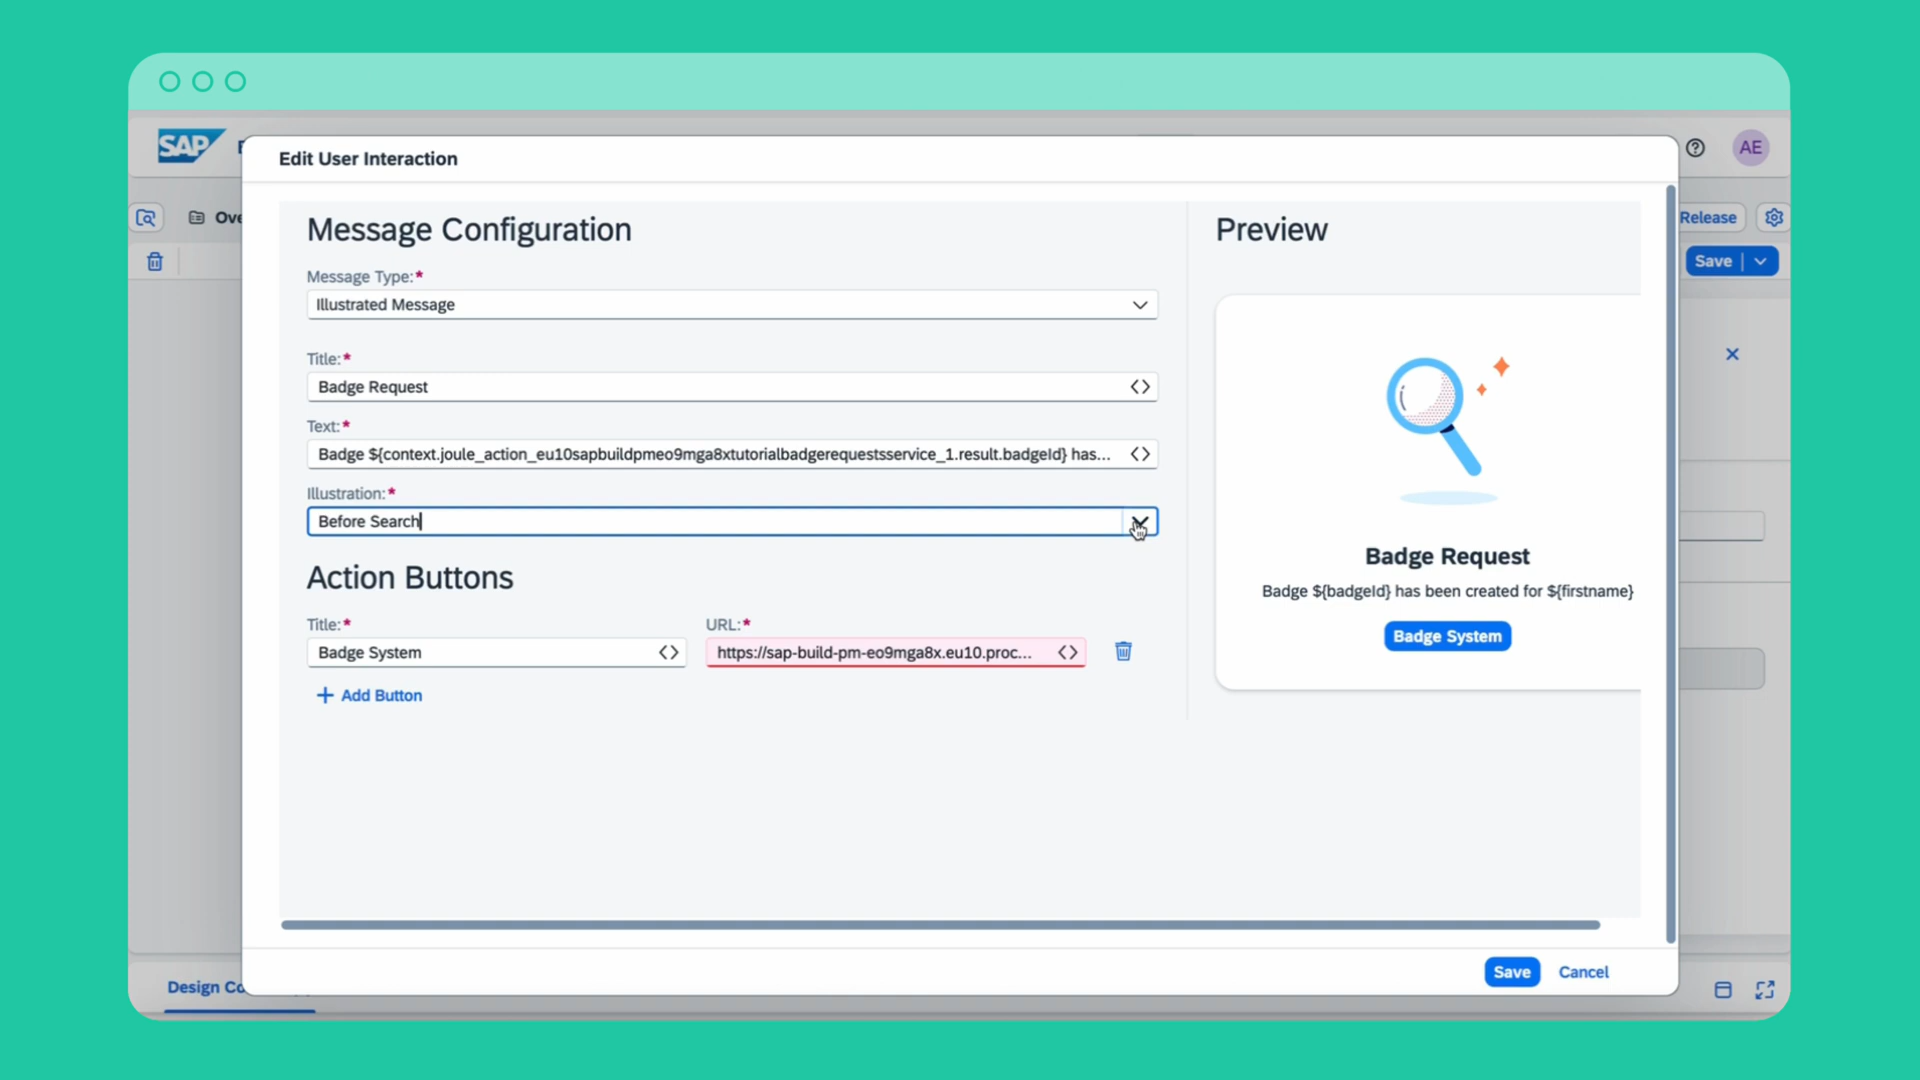 SAP
AE
Edit User Interaction
Ove
Release
Save
Message Configuration
Preview
Message Type:*
Illustrated Message
Title:*
Badge Request
Text:*
Badge ${context.joule_action_eu10sapbuildpmeo9mga8xtutorialbadgerequestsservice_1.result.badgeId} has...
Illustration:*
Before Search
Badge Request
Badge ${badgeId} has been created for ${firstname}
Badge System
Action Buttons
Title:*
URL:*
Badge System
https://sap-build-pm-eo9mga8x.eu10.proc...
Add Button
Save
Cancel
Design Co